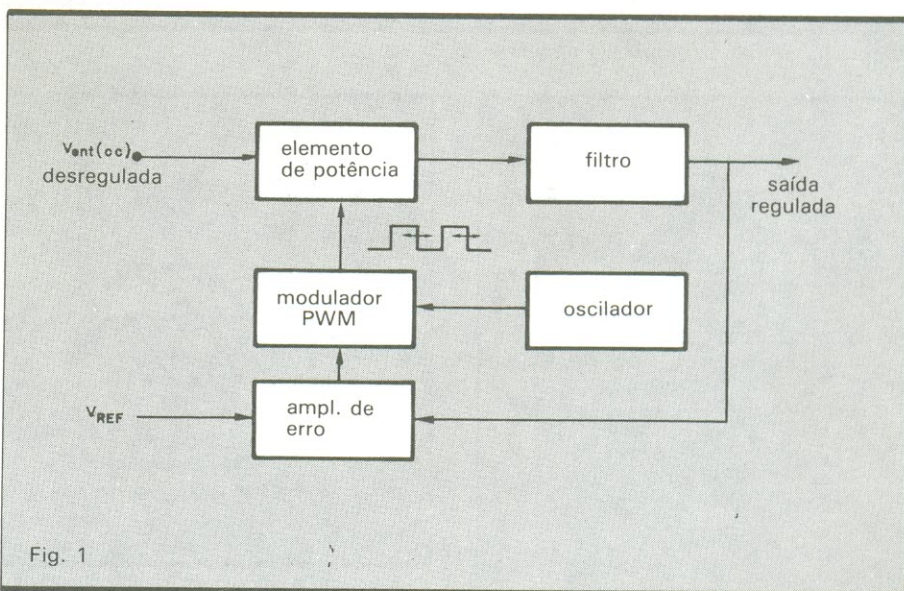 Vent(cc)
desregulada
elemento
de potência
filtro
saída
regulada
modulador
PWM
oscilador
VREF
ampl. de
erro
Fig. 1